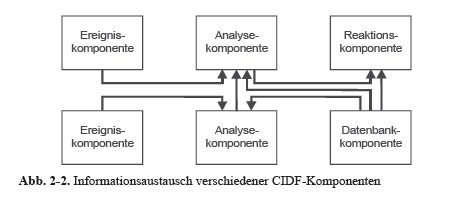 Ereignis-
komponente
Analyse-
komponente
Reaktions-
komponente
Ereignis-
komponente
Analyse-
komponente
Datenbank-
komponente
Abb. 2-2. Informationsaustausch verschiedener CIDF-Komponenten